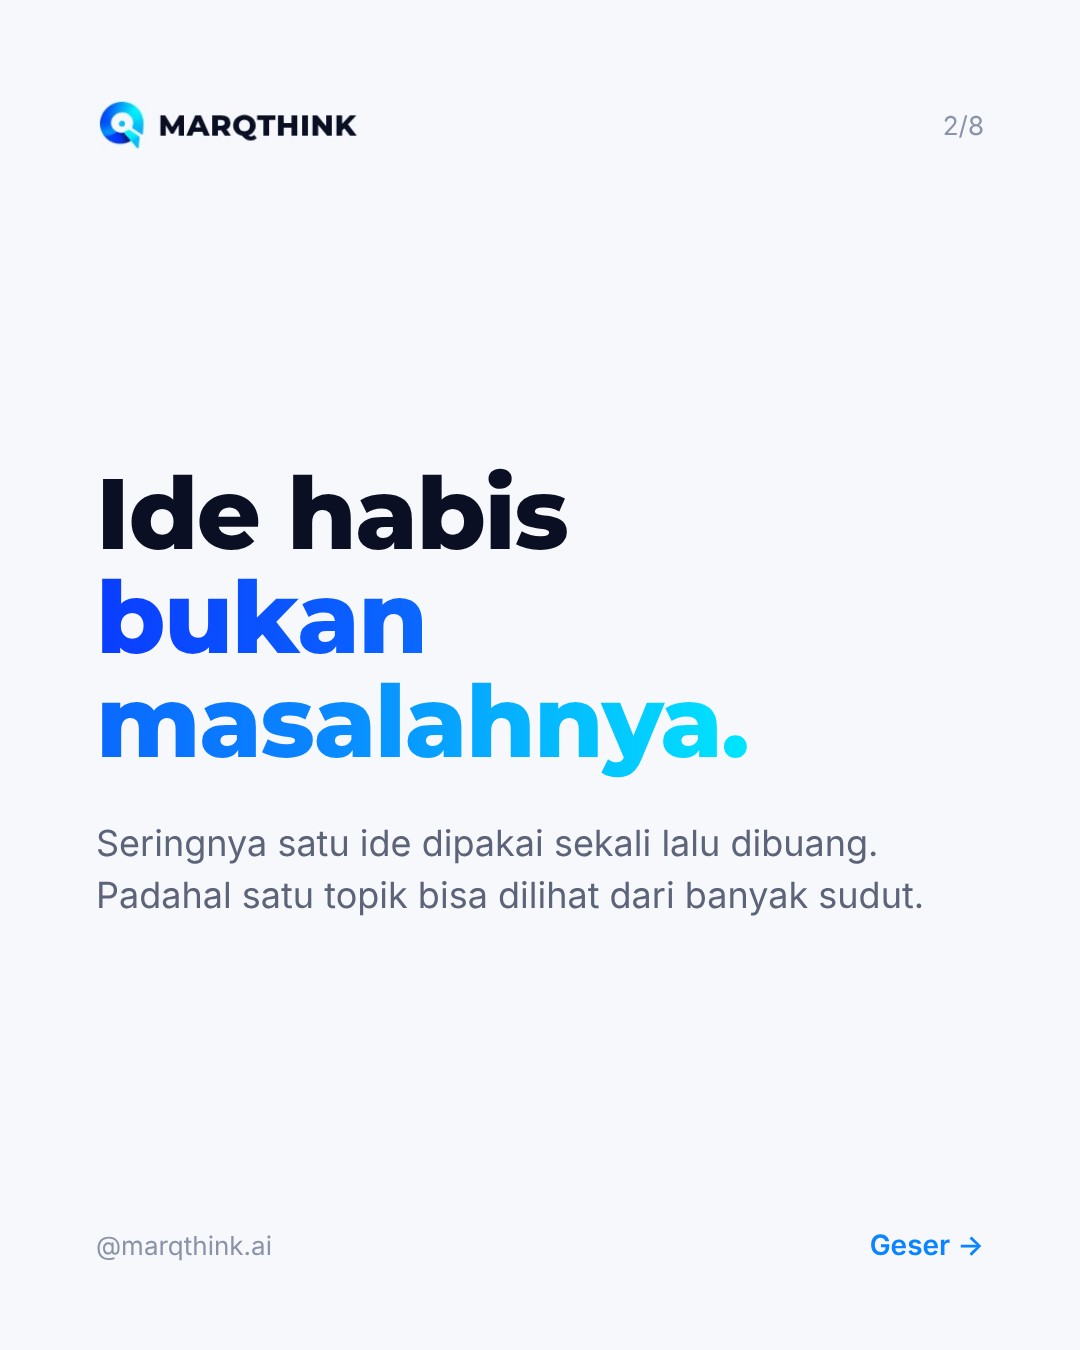 MARQTHINK
2/8
Ide habis
bukan
masalahnya.
Seringnya satu ide dipakai sekali lalu dibuang.
Padahal satu topik bisa dilihat dari banyak sudut.
@marqthink.ai
Geser →